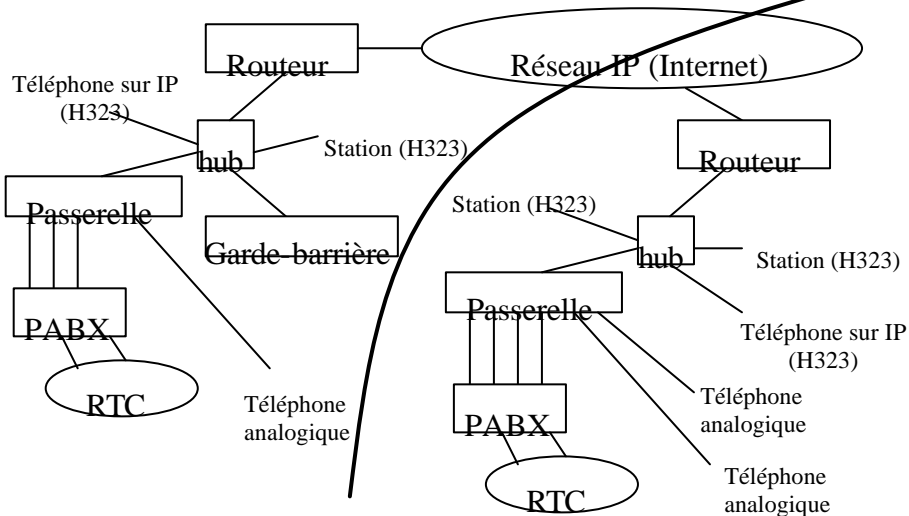 Routeur
Réseau IP (Internet)
Téléphone sur IP
(H323)
hub
Station (H323)
Routeur
Passerelle
Station (H323)
Garde-barrière
hub
Station (H323)
PABX
Passerelle
Téléphone sur IP
(H323)
RTC
Téléphone
analogique
Téléphone
analogique
PABX
Téléphone
analogique
RTC